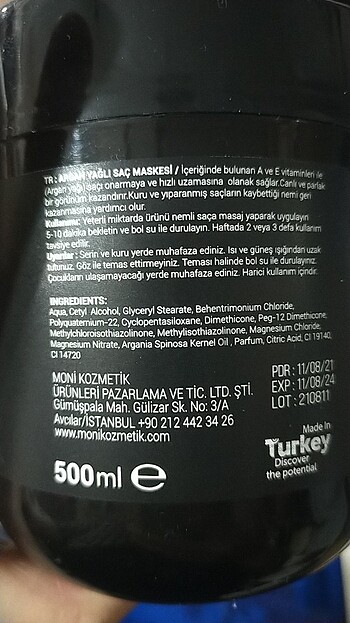 TR : ARGAN YAĞLI SAÇ MASKESİ / İçeriğinde bulunan A ve E vitaminleri ile
(Argan yağı) saçı onarmaya ve hızlı uzamasına olanak sağlar.Canlı ve parlak
bir görünüm kazandırır.Kuru ve yıpranmış saçların kaybettiği nemi geri
kazanmasına yardımcı olur.
Kullanımı: Yeterli miktarda ürünü nemli saça masaj yaparak uygulayın
5-10 dakika bekletin ve bol su ile durulayın. Haftada 2 veya 3 defa kullanım
tavsiye edilir.
Uyarılar : Serin ve kuru yerde muhafaza ediniz. Isı ve güneş ışığından uzak
tutunuz. Göz ile temas ettirmeyiniz. Teması halinde bol su ile durulayınız.
Çocukların ulaşamayacağı yerde muhafaza ediniz. Harici kullanım içindir.
INGREDIENTS:
Aqua, Cetyl Alcohol, Glyceryl Stearate, Behentrimonium Chloride,
Polyquaternium-22, Cyclopentasiloxane, Dimethicone, Peg-12 Dimethicone,
Methylchloroisothiazolinone, Methylisothiazolinone, Magnesium Chloride,
Magnesium Nitrate, Argania Spinosa Kernel Oil , Parfum, Citric Acid, CI 19140,
CI 14720
MONİ KOZMETİK
ÜRÜNLERİ PAZARLAMA VE TİC. LTD. ŞTİ.
Gümüşpala Mah. Gülizar Sk. No: 3/A
Avcılar/İSTANBUL +90 212 442 34 26
www.monikozmetik.com
PDR : 11/08/21
EXP : 11/08/24
LOT : 210811
500ml e
Made In
Turkey
Discover
the potential